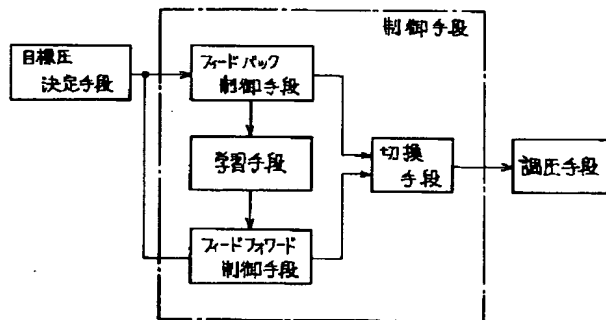 制御手段
目標圧
決定手段
フィードバック
制御手段
学習手段
切換
手段
調圧手段
フィードフォワード
制御手段